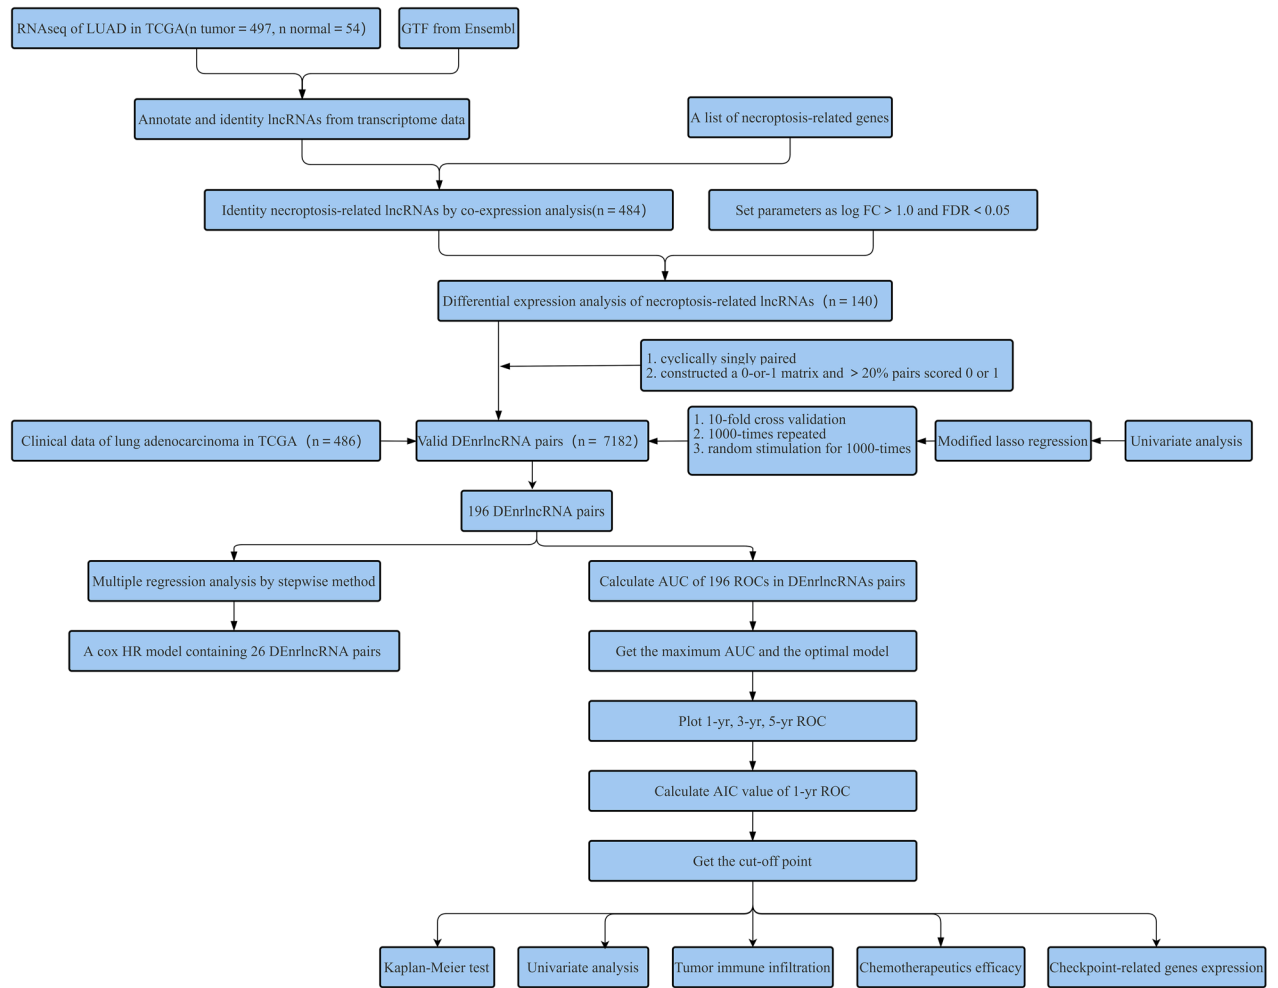 RNAseq of LUAD in TCGA(n tumor = 497, n normal = 54)
GTF from Ensembl
Annotate and identity lncRNAs from transcriptome data
A list of necroptosis-related genes
Identity necroptosis-related lncRNAs by co-expression analysis(n = 484)
Set parameters as log FC > 1.0 and FDR < 0.05
Differential expression analysis of necroptosis-related lncRNAs (n = 140)
1. cyclically singly paired
2. constructed a 0-or-1 matrix and > 20% pairs scored 0 or 1
Clinical data of lung adenocarcinoma in TCGA (n = 486)
Valid DEnrlncRNA pairs (n = 7182)
1. 10-fold cross validation
2. 1000-times repeated
3. random stimulation for 1000-times
Modified lasso regression
Univariate analysis
196 DEnrlncRNA pairs
Multiple regression analysis by stepwise method
Calculate AUC of 196 ROCs in DEnrlncRNAs pairs
A cox HR model containing 26 DEnrlncRNA pairs
Get the maximum AUC and the optimal model
Plot 1-yr, 3-yr, 5-yr ROC
Calculate AIC value of 1-yr ROC
Get the cut-off point
Kaplan-Meier test
Univariate analysis
Tumor immune infiltration
Chemotherapeutics efficacy
Checkpoint-related genes expression